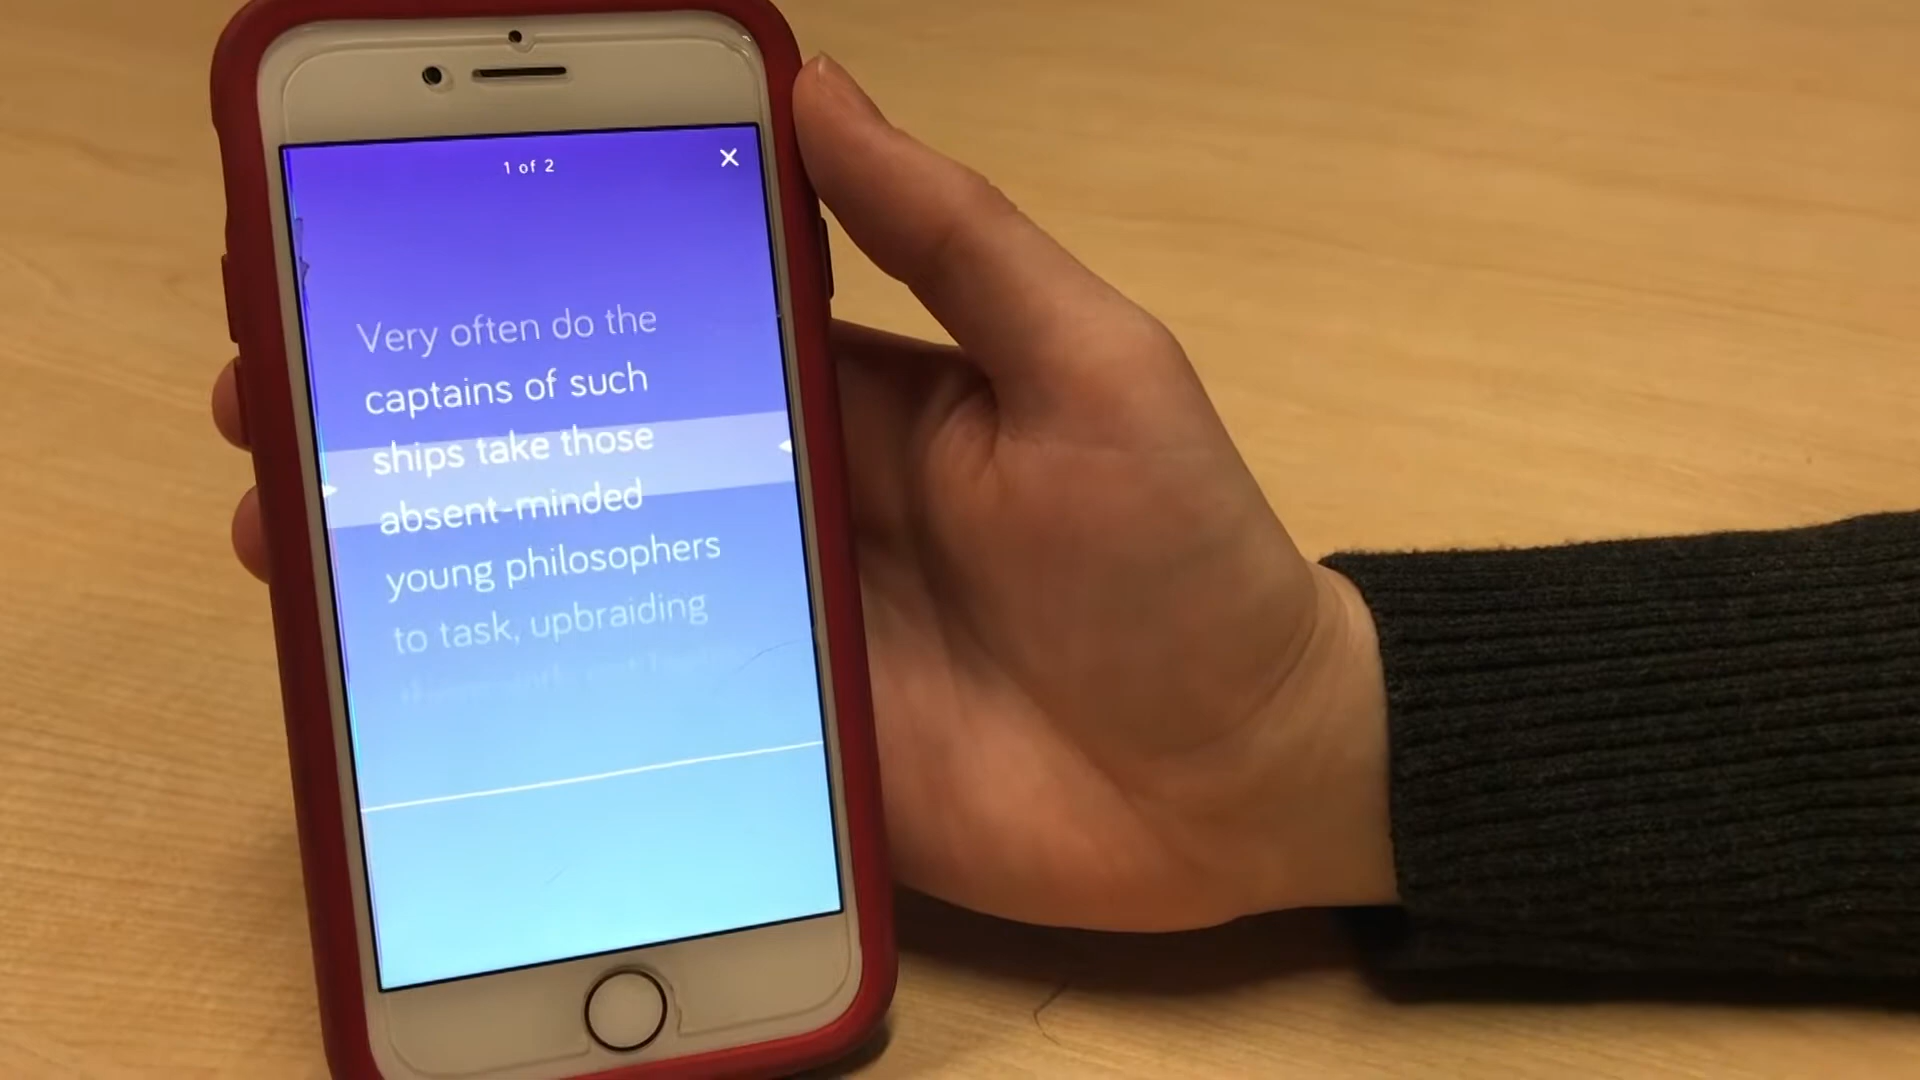 1 of 2
Very often do the
captains of such
ships take those
absent-minded
young philosophers
to task, upbraiding